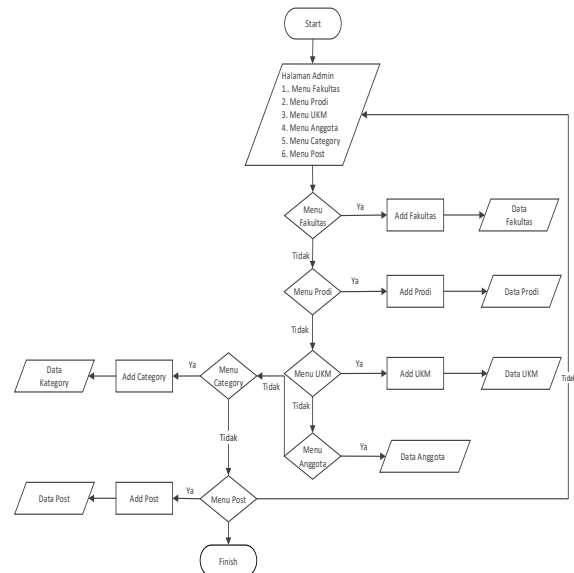 Start
Halaman Admin
1.. Menu Fakultas
2. Menu Prodi
3. Menu UKM
4. Menu Anggota
5. Menu Category
6. Menu Post
Menu
Fakultas
Ya
Add Fakultas
Data
Fakultas
Tidak
Menu Prodi
Ya
Add Prodi
Data Prodi
Tidak
Data
Kategory
Add Category
Ya
Menu
Category
Tidak
Menu UKM
Ya
Add UKM
Data UKM
Tidak
Tidak
Tidak
Menu
Anggota
Ya
Data Anggota
Data Post
Add Post
Ya
Menu Post
Finish